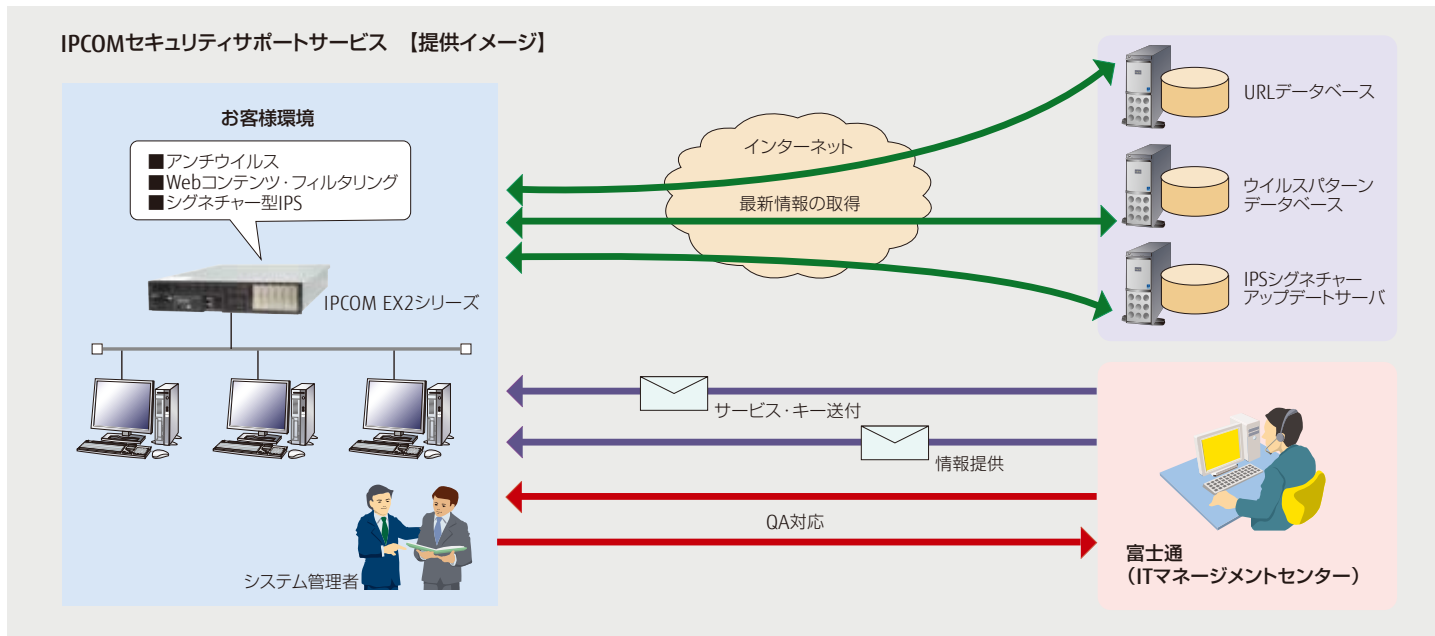 IPCOMセキュリティサポートサービス 【提供イメージ】
お客様環境
■アンチウイルス
■Webコンテンツ・フィルタリング
■シグネチャー型IPS
IPCOM EX2シリーズ
システム管理者
インターネット
最新情報の取得
URLデータベース
ウイルスパターン
データベース
IPSシグネチャー
アップデートサーバ
サービス・キー送付
情報提供
QA対応
富士通
（ITマネージメントセンター）